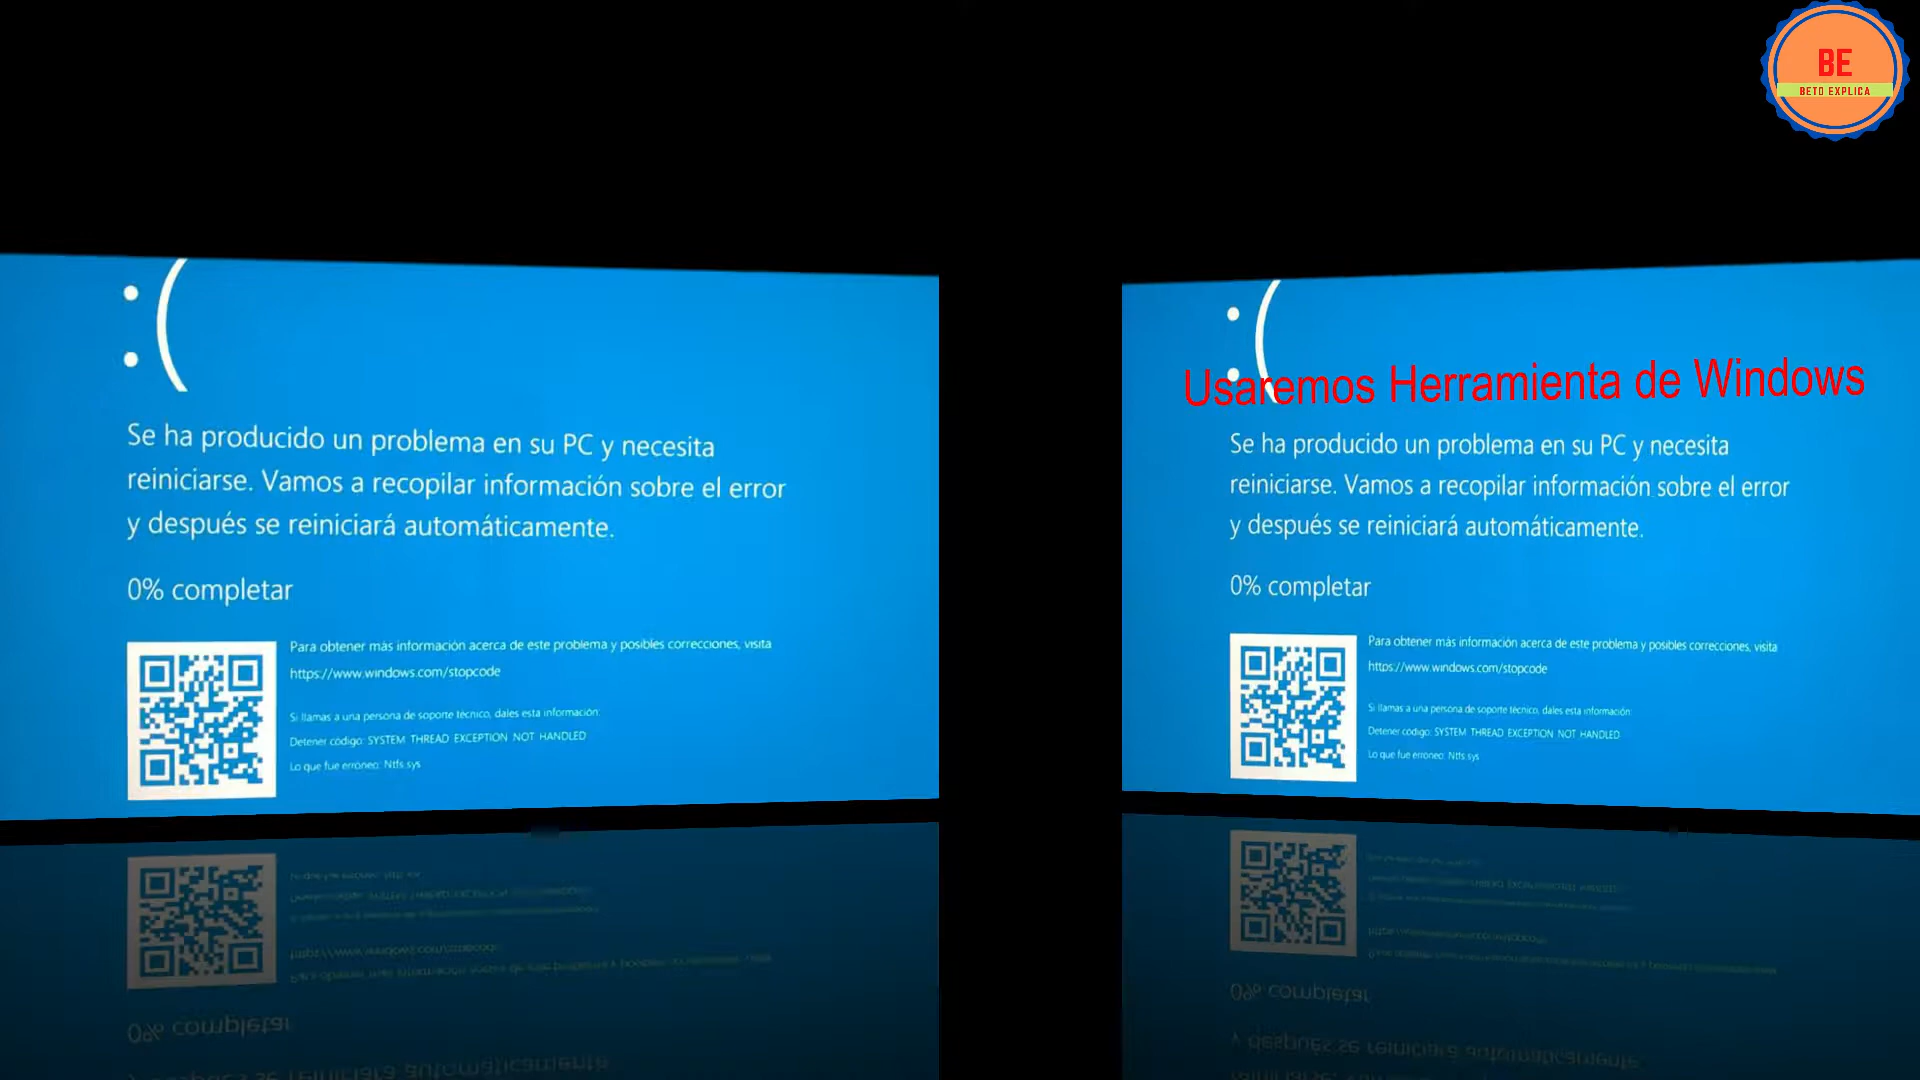 BE
BETO EXPLICA
:(
Se ha producido un problema en su PC y necesita
reiniciarse. Vamos a recopilar información sobre el error
y después se reiniciará automáticamente.
0% completar
Para obtener más información acerca de este problema y posibles correcciones, visita
https://www.windows.com/stopcode
Si llamas a una persona de soporte técnico, dales esta información:
Detener código: SYSTEM THREAD EXCEPTION NOT HANDLED
Lo que fue erróneo: Ntfs.sys
:(
Usaremos Herramienta de Windows
Se ha producido un problema en su PC y necesita
reiniciarse. Vamos a recopilar información sobre el error
y después se reiniciará automáticamente.
0% completar
Para obtener más información acerca de este problema y posibles correcciones, visita
https://www.windows.com/stopcode
Si llamas a una persona de soporte técnico, dales esta información:
Detener código: SYSTEM THREAD EXCEPTION NOT HANDLED
Lo que fue erróneo: Ntfs.sys